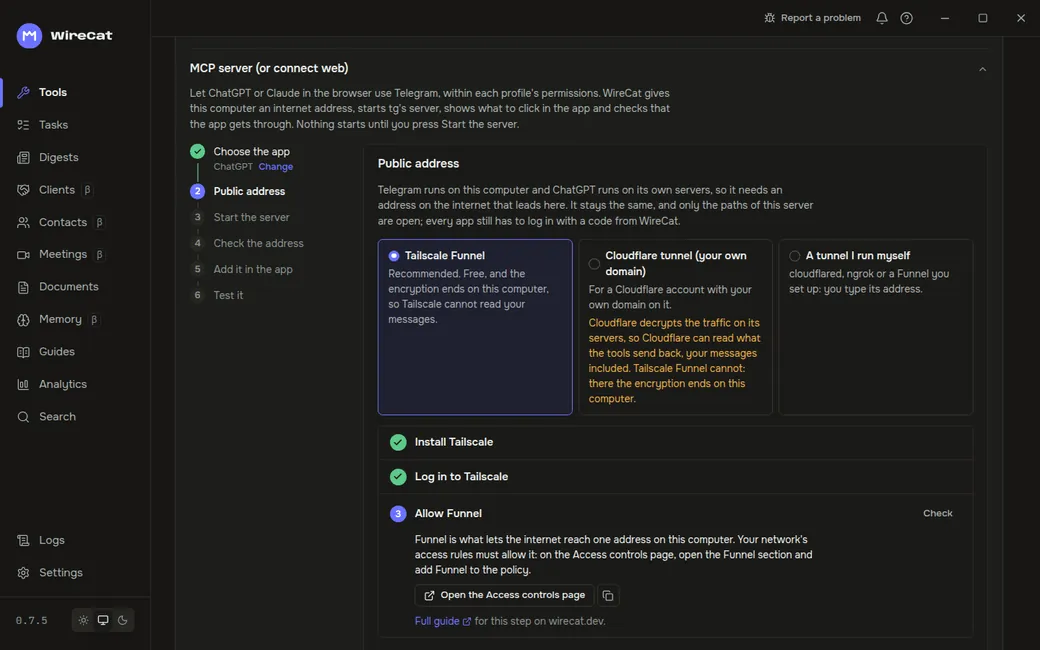 WireCat
Report a problem
Tools
Tasks
Digests
Clients β
Contacts β
Meetings β
Documents
Memory β
Guides
Analytics
Search
Logs
Settings
0.7.5
MCP server (or connect web)
Let ChatGPT or Claude in the browser use Telegram, within each profile's permissions. WireCat gives
this computer an internet address, starts tg's server, shows what to click in the app and checks that
the app gets through. Nothing starts until you press Start the server.
Choose the app
ChatGPT Change
2 Public address
3 Start the server
4 Check the address
5 Add it in the app
6 Test it
Public address
Telegram runs on this computer and ChatGPT runs on its own servers, so it needs an
address on the internet that leads here. It stays the same, and only the paths of this server
are open; every app still has to log in with a code from WireCat.
Tailscale Funnel
Recommended. Free, and the
encryption ends on this computer,
so Tailscale cannot read your
messages.
Cloudflare tunnel (your own
domain)
For a Cloudflare account with your
own domain on it.
Cloudflare decrypts the traffic on its
servers, so Cloudflare can read what
the tools send back, your messages
included. Tailscale Funnel cannot:
there the encryption ends on this
computer.
A tunnel I run myself
cloudflared, ngrok or a Funnel you
set up: you type its address.
Install Tailscale
Log in to Tailscale
3 Allow Funnel
Check
Funnel is what lets the internet reach one address on this computer. Your network's
access rules must allow it: on the Access controls page, open the Funnel section and
add Funnel to the policy.
Open the Access controls page
Full guide for this step on wirecat.dev.